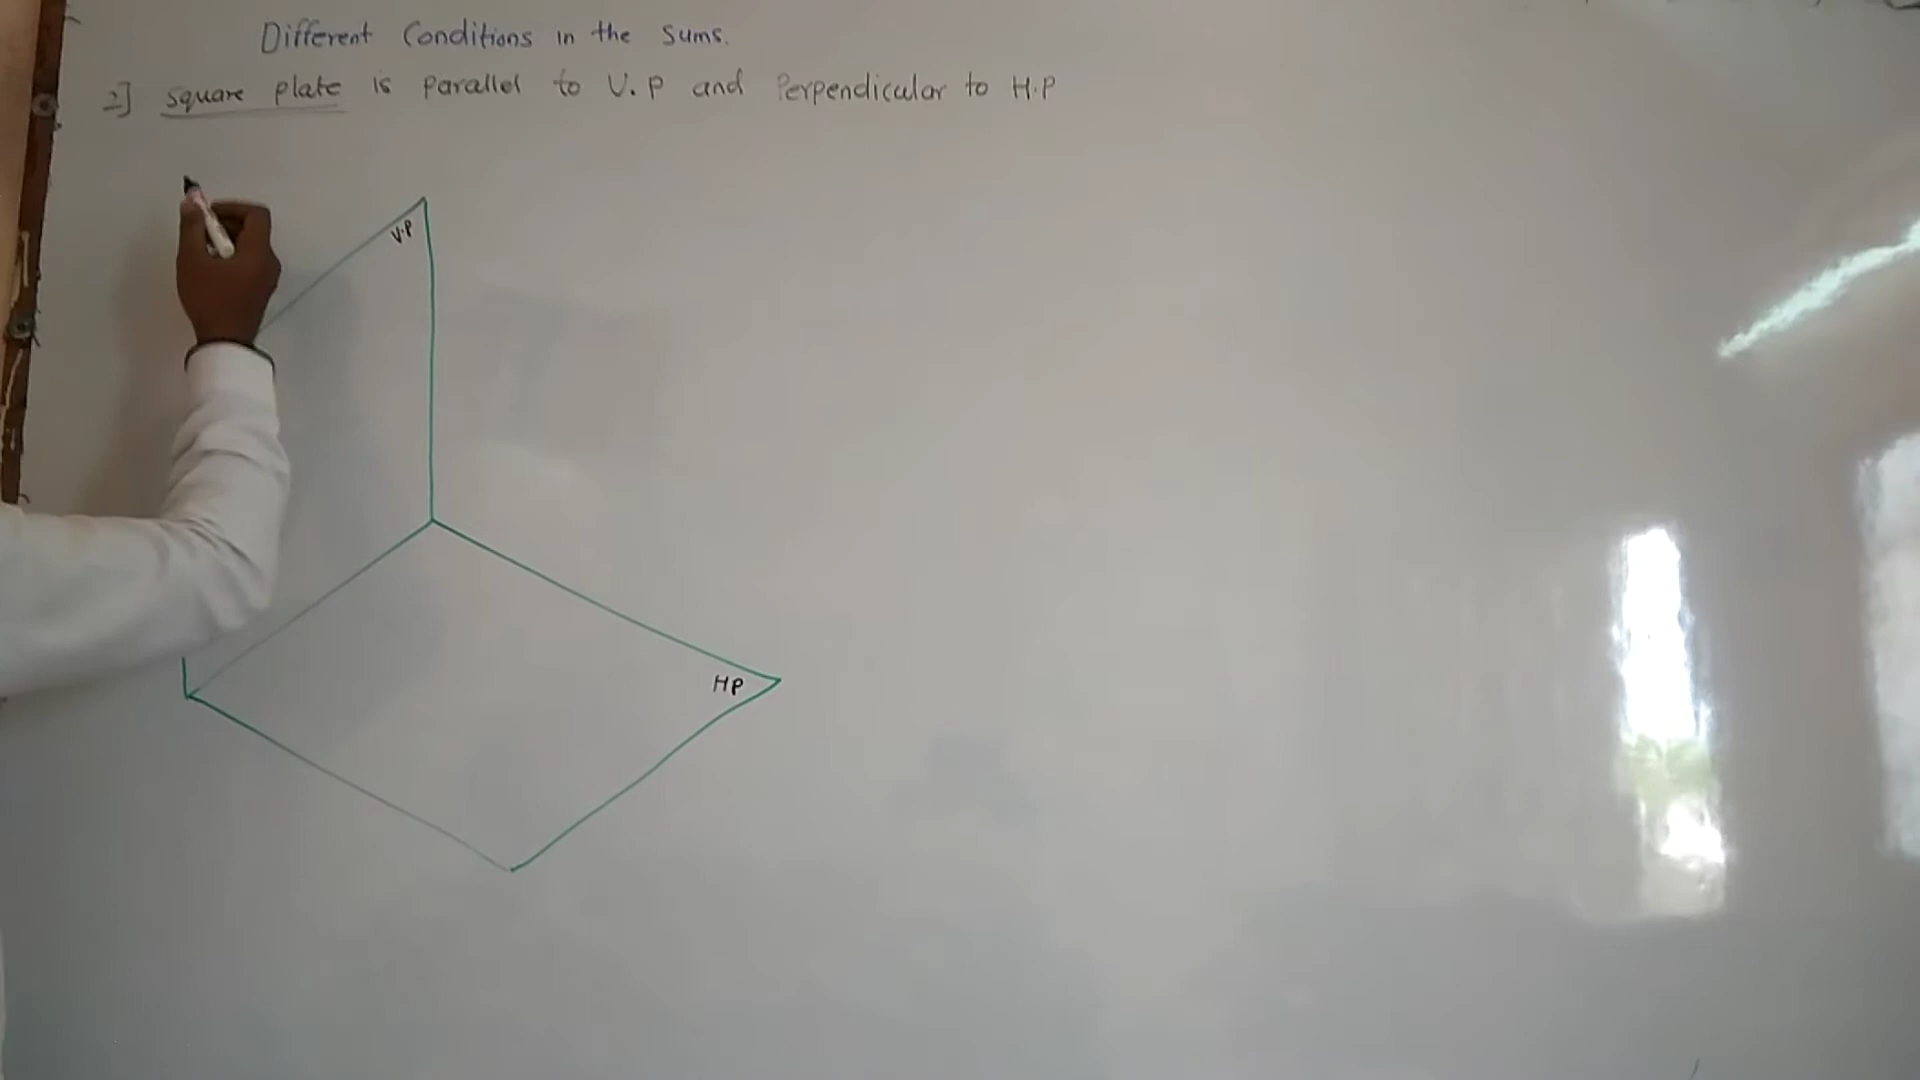 Different Conditions in the sums.
2] square plate is parallel to V.P and Perpendicular to H.P
V.P
HP